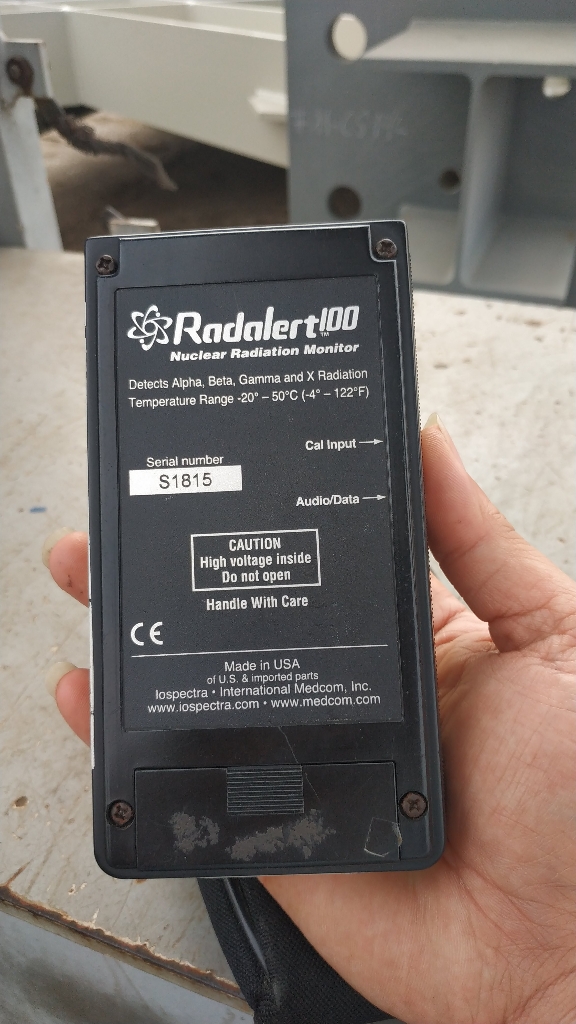 Radalert100™
Nuclear Radiation Monitor
Detects Alpha, Beta, Gamma and X Radiation
Temperature Range -20° – 50°C (-4° – 122°F)
Cal Input
Serial number
S1815
Audio/Data
CAUTION
High voltage inside
Do not open
Handle With Care
CE
Made in USA
of U.S. & imported parts
Iospectra • International Medcom, Inc.
www.iospectra.com • www.medcom.com